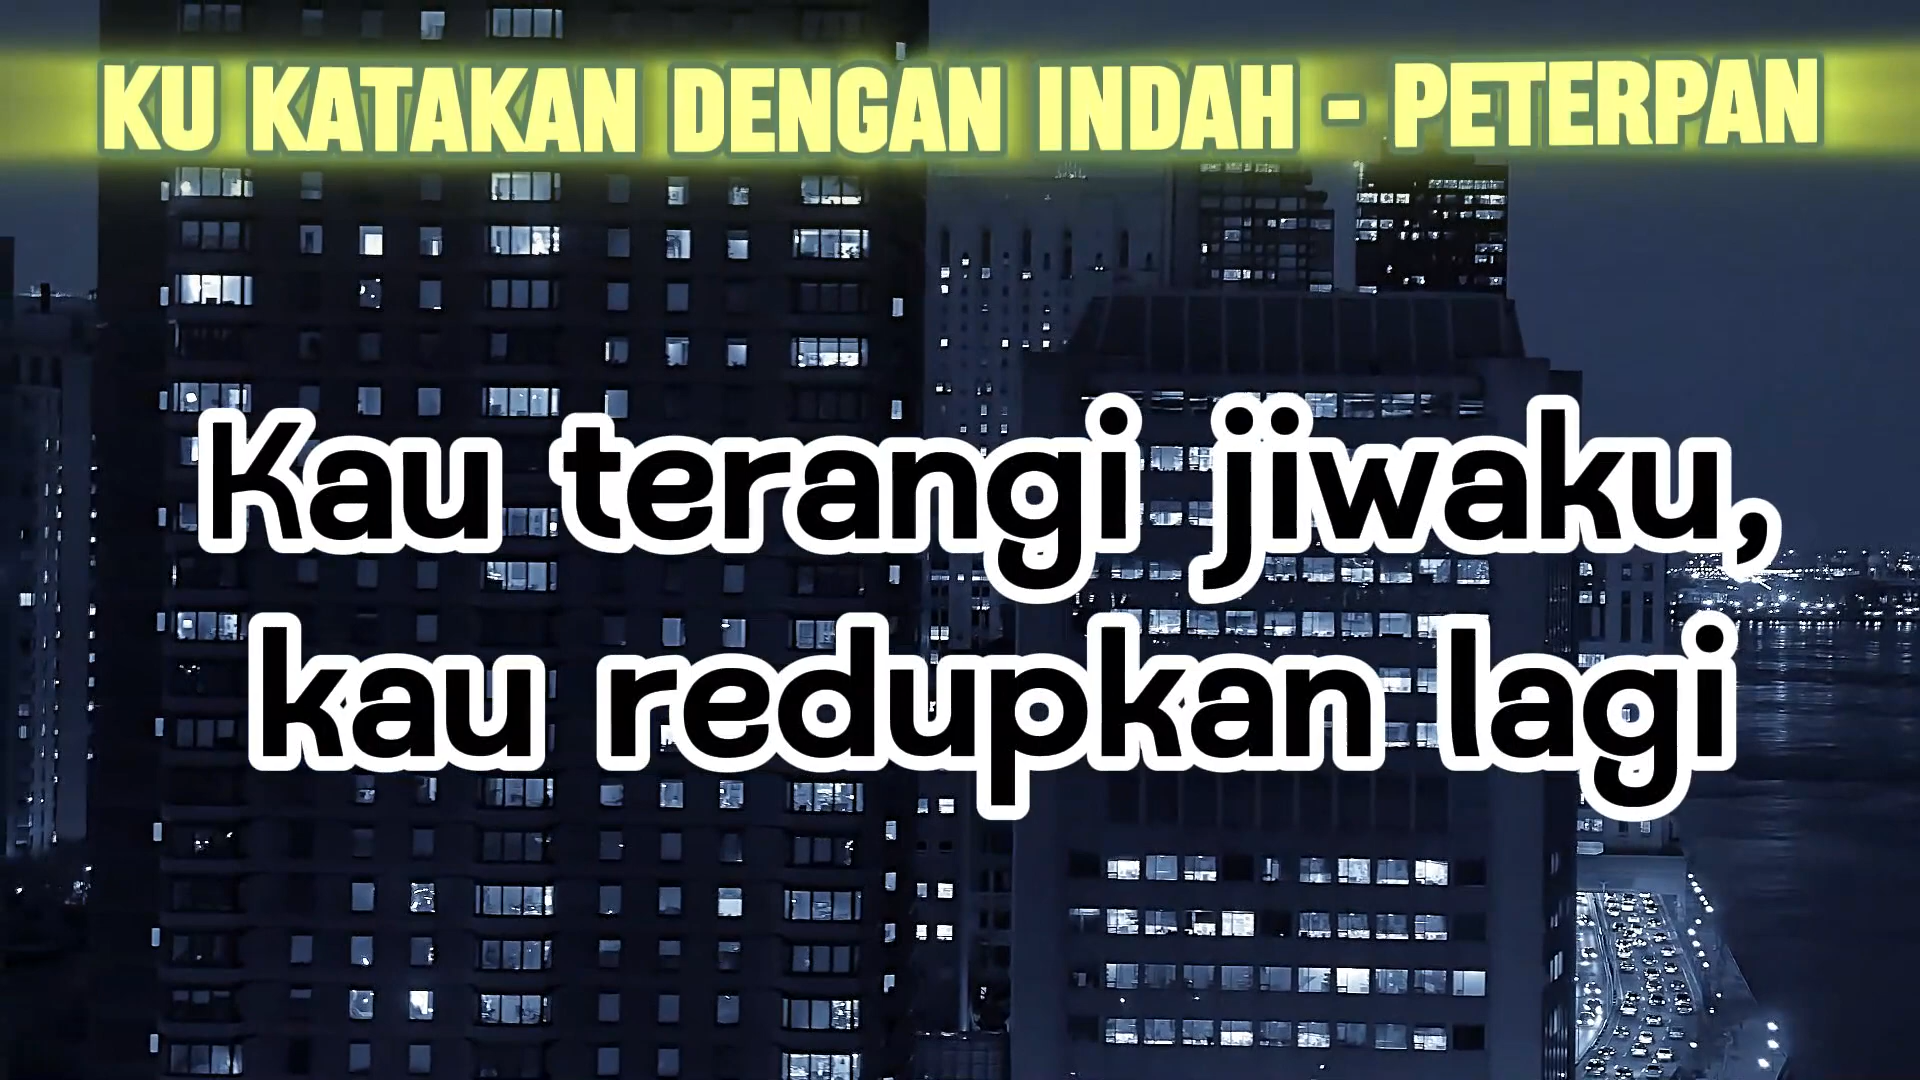 KU KATAKAN DENGAN INDAH - PETERPAN
Kau terangi jiwaku,
kau redupkan lagi